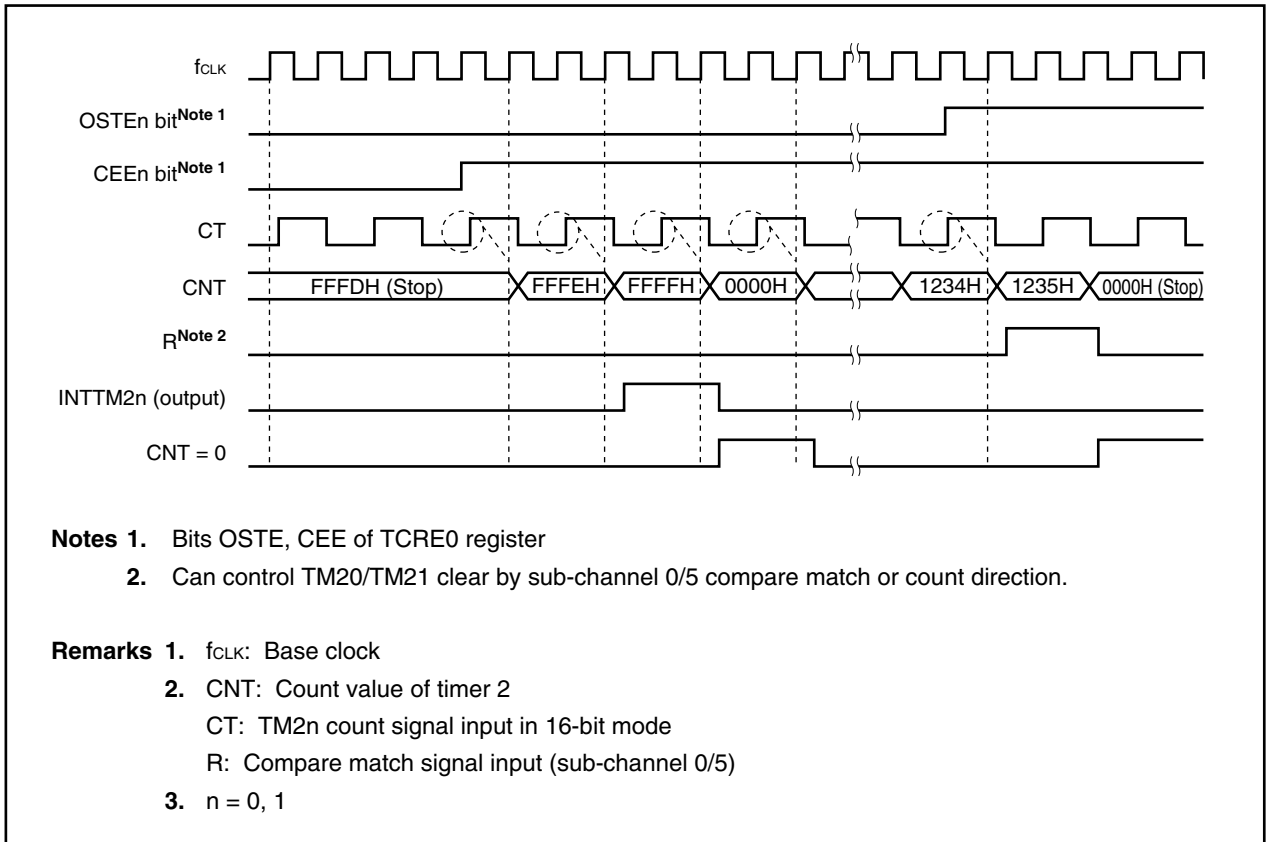 fCLK
OSTEn bitNote 1
CEEn bitNote 1
CT
CNT FFFDH (Stop) FFFEH FFFFH 0000H 1234H 1235H 0000H (Stop)
RNote 2
INTTM2n (output)
CNT = 0
Notes 1. Bits OSTE, CEE of TCRE0 register
2. Can control TM20/TM21 clear by sub-channel 0/5 compare match or count direction.
Remarks 1. fCLK: Base clock
2. CNT: Count value of timer 2
CT: TM2n count signal input in 16-bit mode
R: Compare match signal input (sub-channel 0/5)
3. n = 0, 1